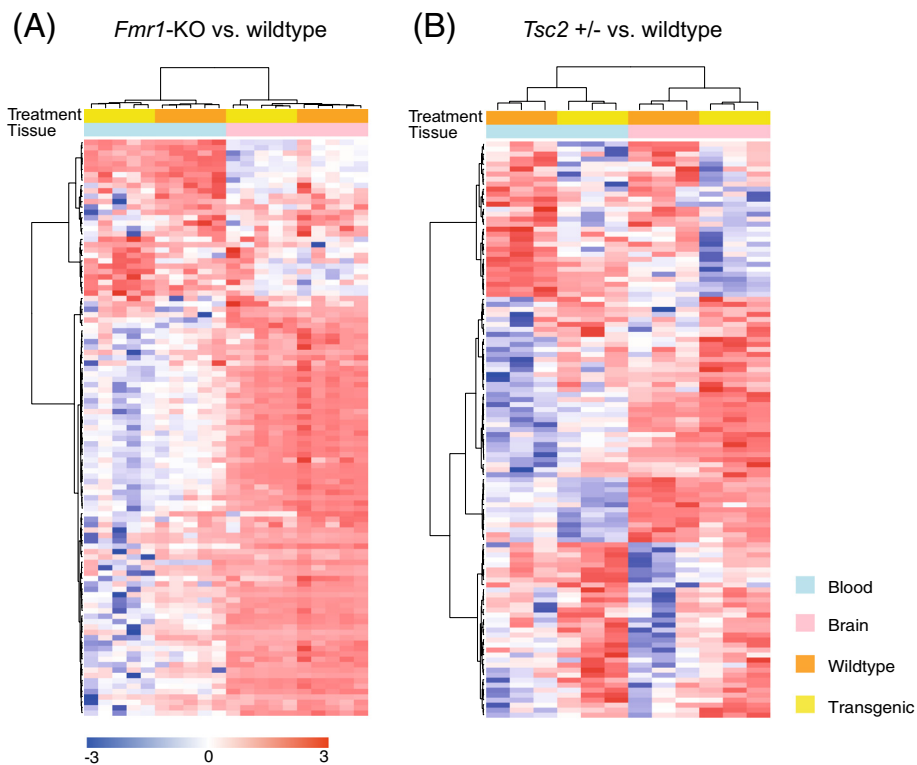 (A)
Fmr1-KO vs. wildtype
(B)
Tsc2 +/- vs. wildtype
Treatment
Tissue
Treatment
Tissue
Blood
Brain
Wildtype
Transgenic
-3
0
3